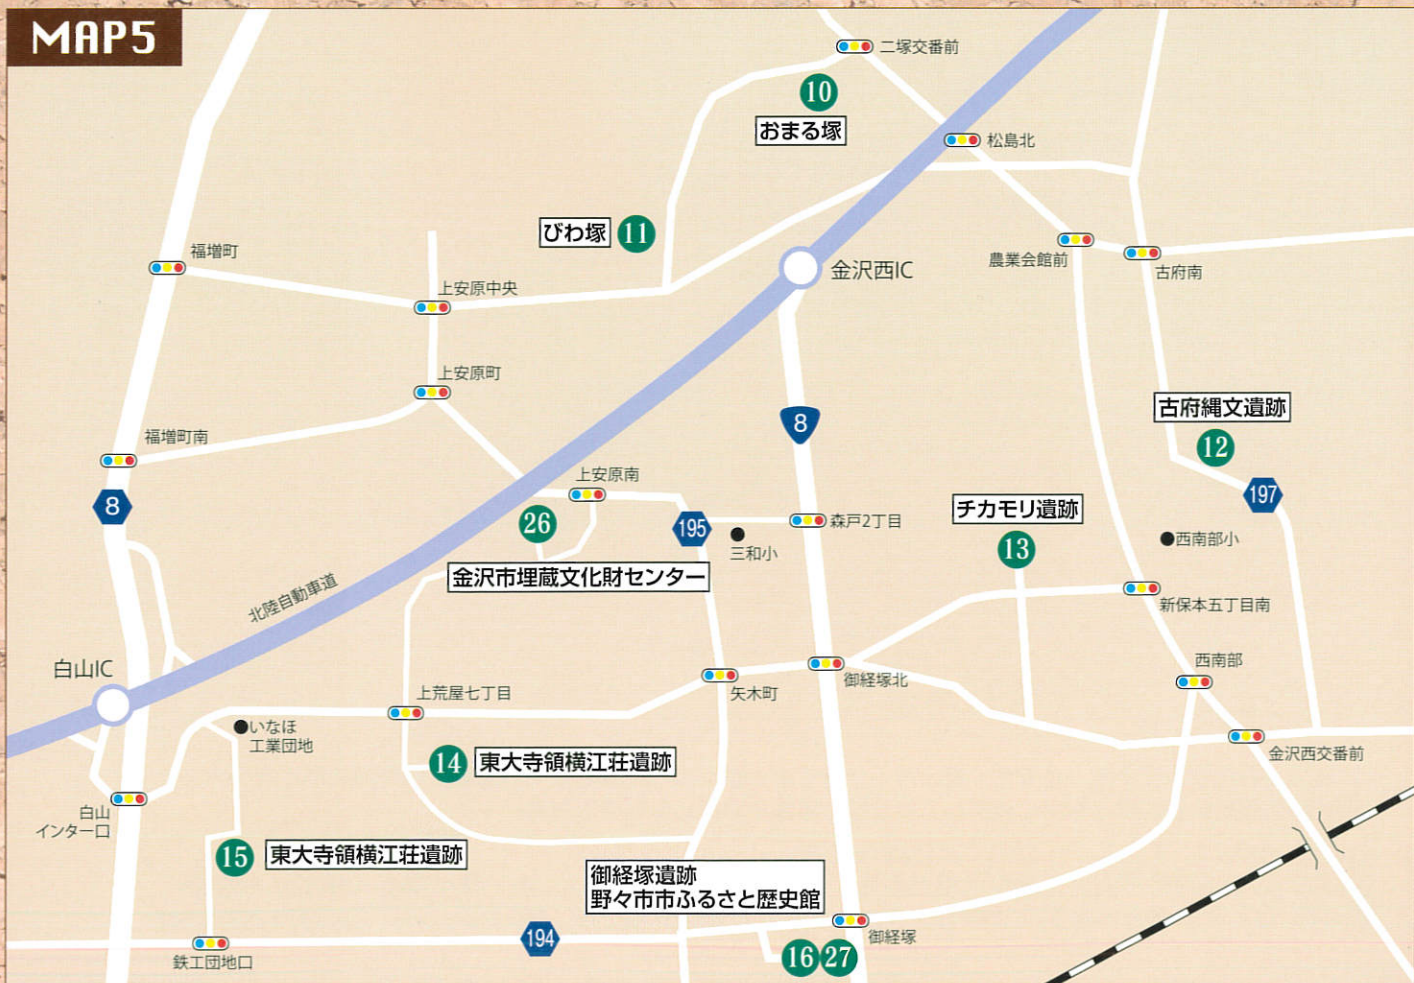 MAP5
二塚交番前
10
おまる塚
松島北
びわ塚
11
福増町
農業会館前
古府南
金沢西IC
上安原中央
上安原町
8
古府縄文遺跡
12
福増町南
8
上安原南
197
チカモリ遺跡
26
195
森戸2丁目
13
三和小
西南部小
金沢市埋蔵文化財センター
北陸自動車道
新保本五丁目南
白山IC
西南部
御経塚北
矢木町
上荒屋七丁目
いなほ
工業団地
金沢西交番前
14
東大寺領横江荘遺跡
白山
インター口
15
東大寺領横江荘遺跡
御経塚遺跡
野々市市ふるさと歴史館
194
御経塚
16
27
鉄工団地口